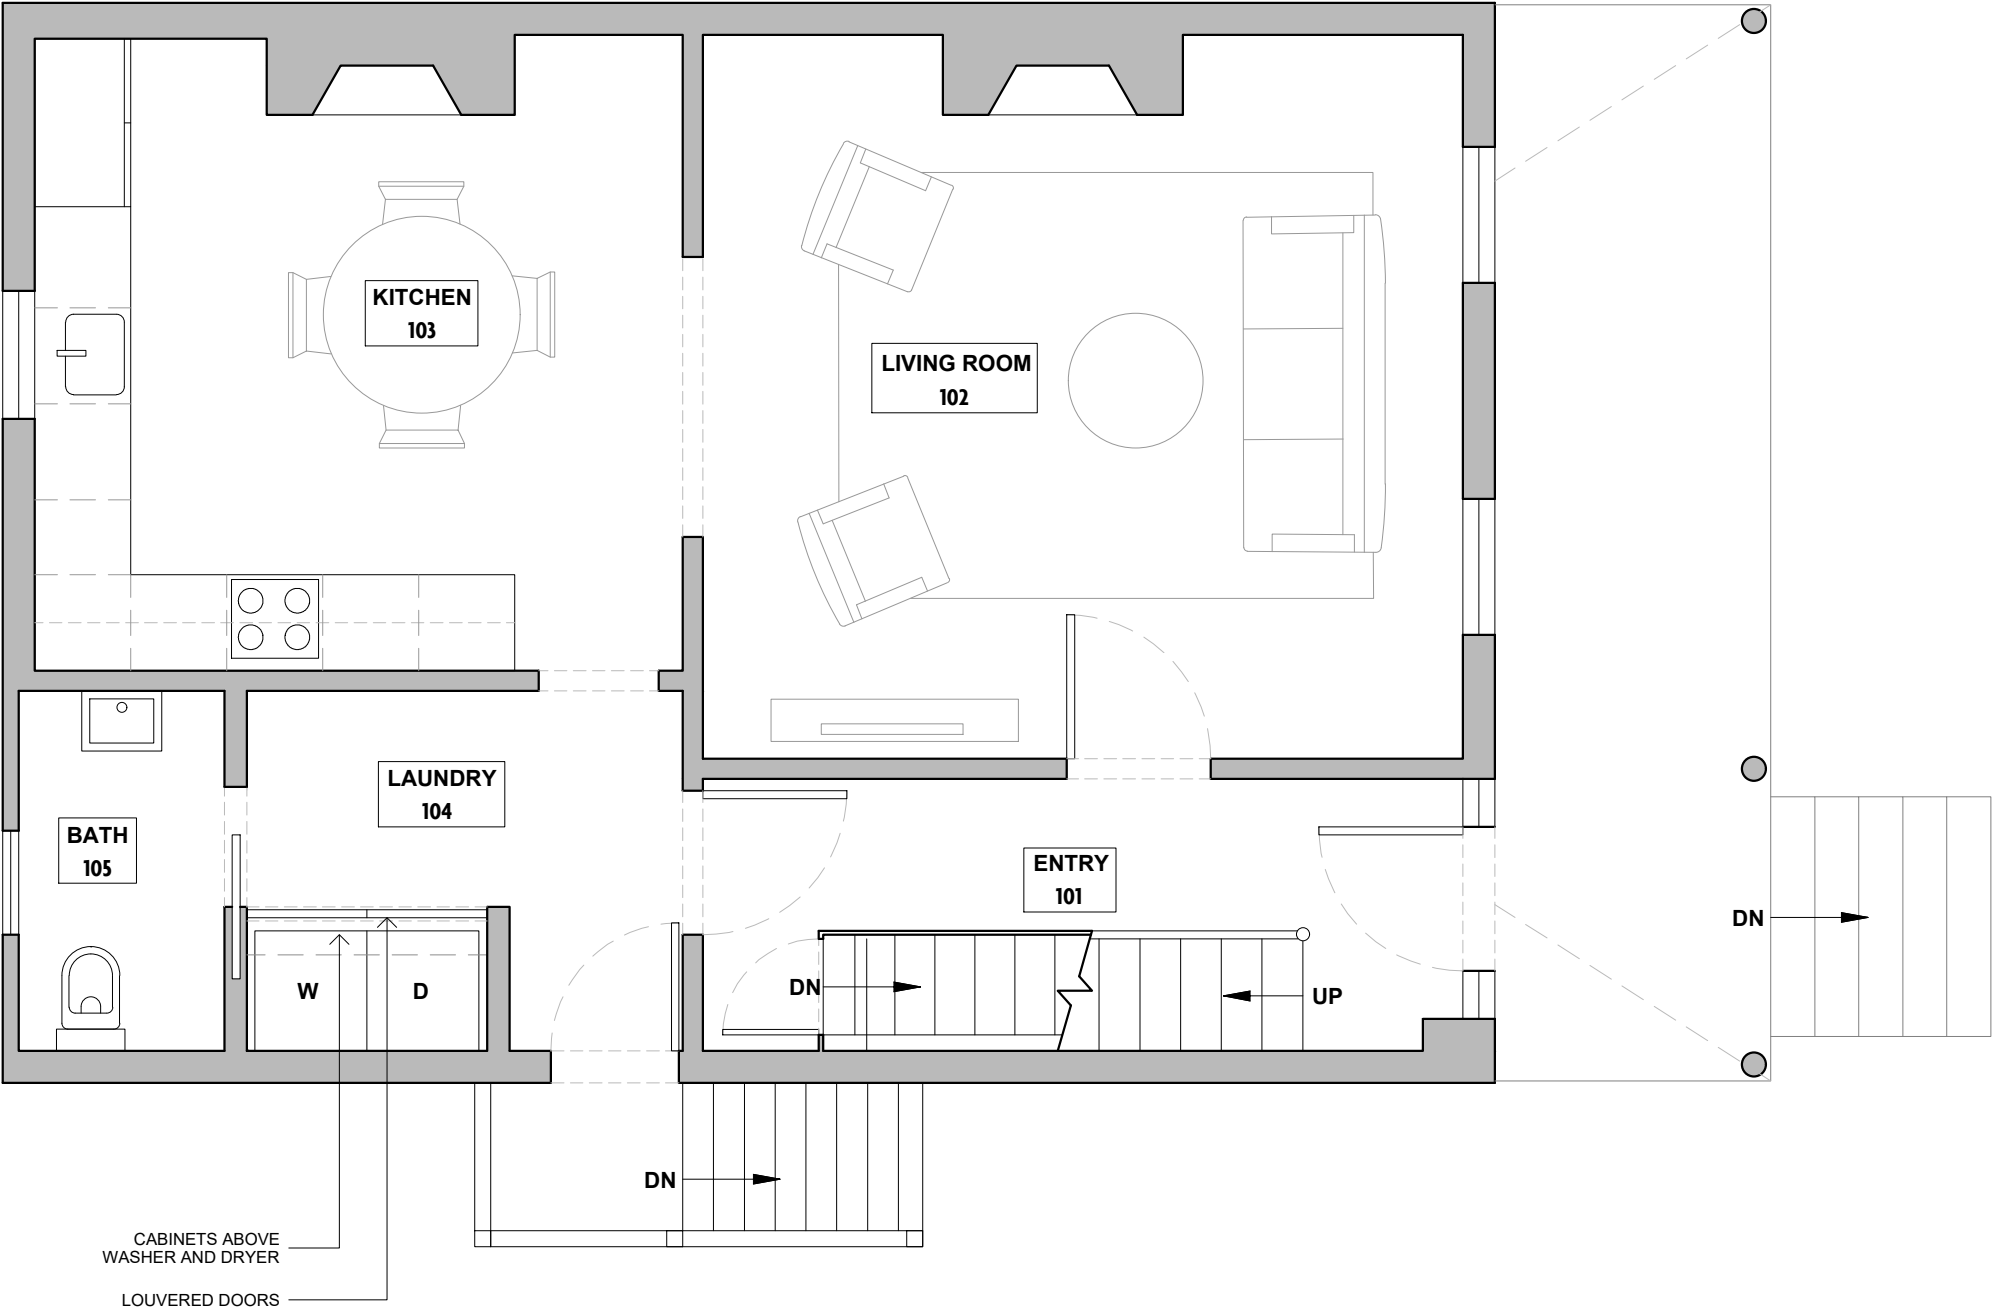 KITCHEN
103
LIVING ROOM
102
LAUNDRY
104
BATH
105
ENTRY
101
DN
W
D
DN
UP
DN
CABINETS ABOVE
WASHER AND DRYER
LOUVERED DOORS